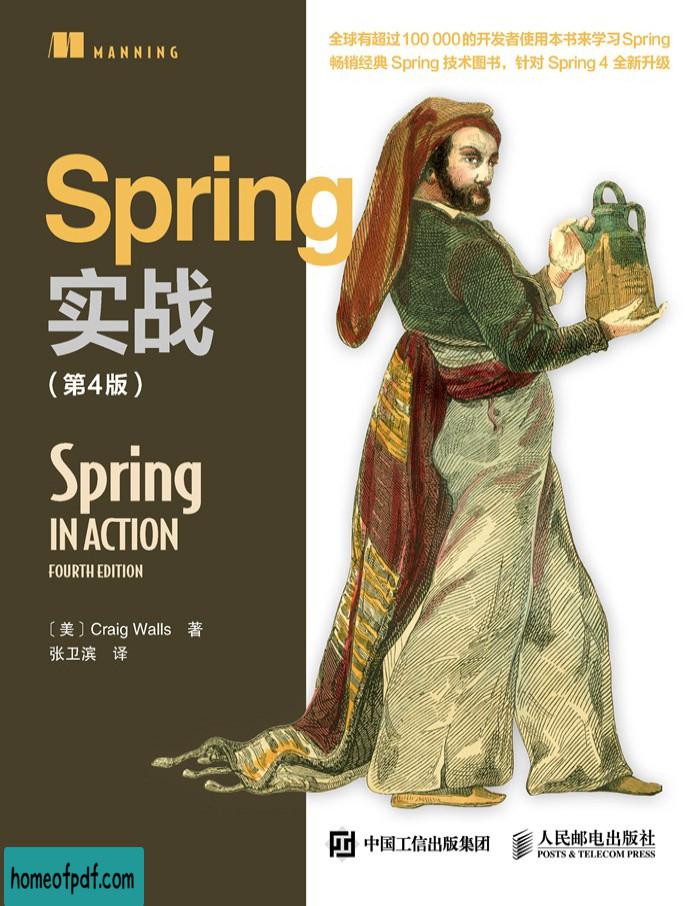 MANNING
全球有超过100 000的开发者使用本书来学习Spring
畅销经典 Spring 技术图书，针对 Spring 4 全新升级
Spring
实战
（第4版）
Spring
IN ACTION
FOURTH EDITION
〔美〕Craig Walls 著
张卫滨 译
中国工信出版集团
人民邮电出版社
POSTS & TELECOM PRESS
homeofpdf.com